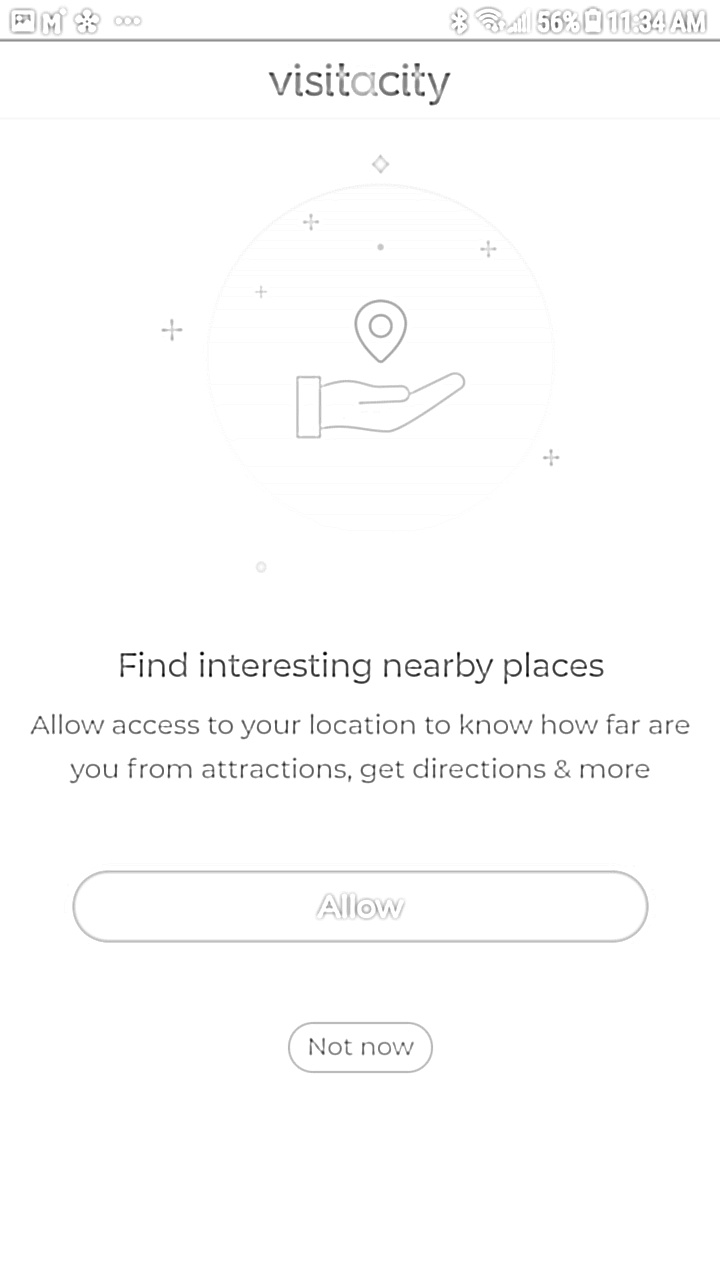 56% 11:34 AM
visitacity
Find interesting nearby places
Allow access to your location to know how far are
you from attractions, get directions & more
Allow
Not now